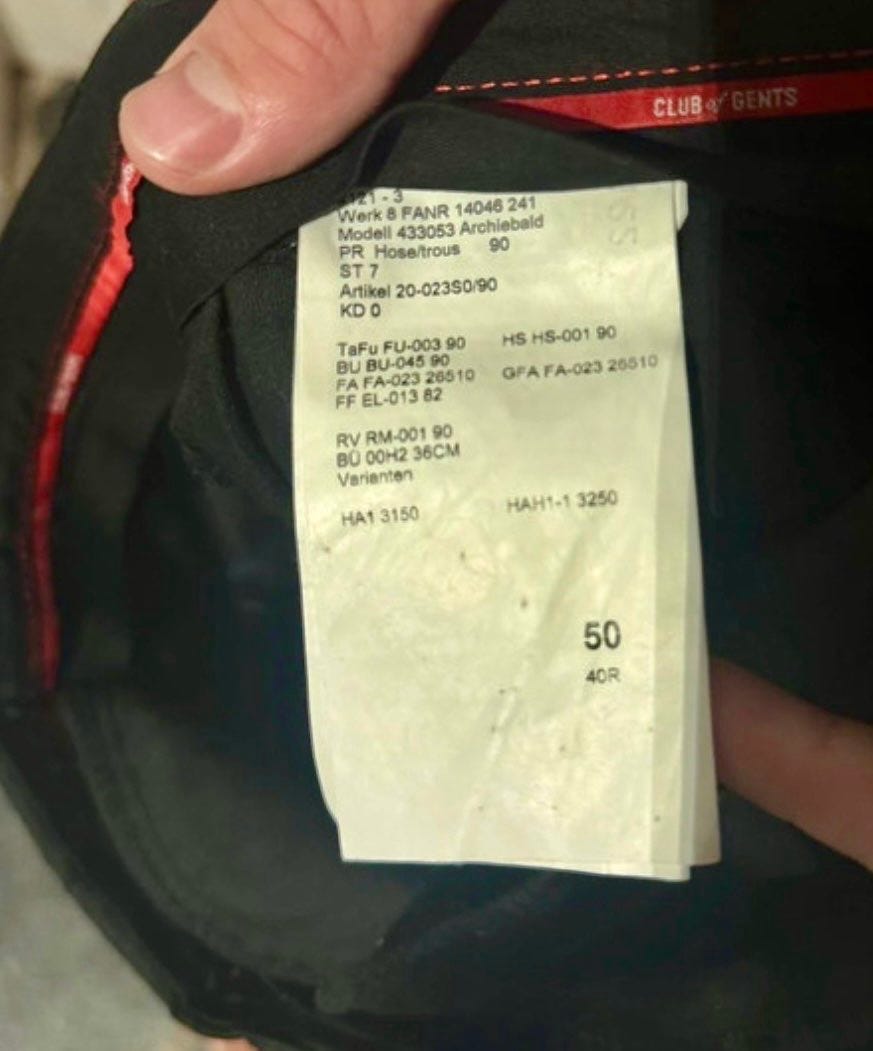 CLUB of GENTS
2121 - 3
Werk 8 FANR 14046 241
Modell 433053 Archiebald
PR Hose/trous 90
ST 7
Artikel 20-023S0/90
KD 0
TaFu FU-003 90 HS HS-001 90
BU BU-045 90
FA FA-023 26510 GFA FA-023 26510
FF EL-013 82
RV RM-001 90
BÜ 00H2 36CM
Varianten
HA1 3150 HAH1-1 3250
50
40R